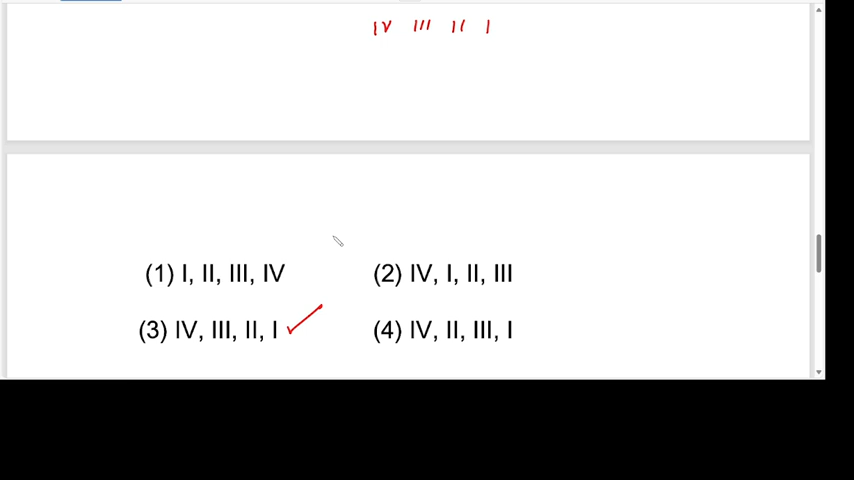 IV III II I
(1) I, II, III, IV (2) IV, I, II, III
(3) IV, III, II, I (4) IV, II, III, I